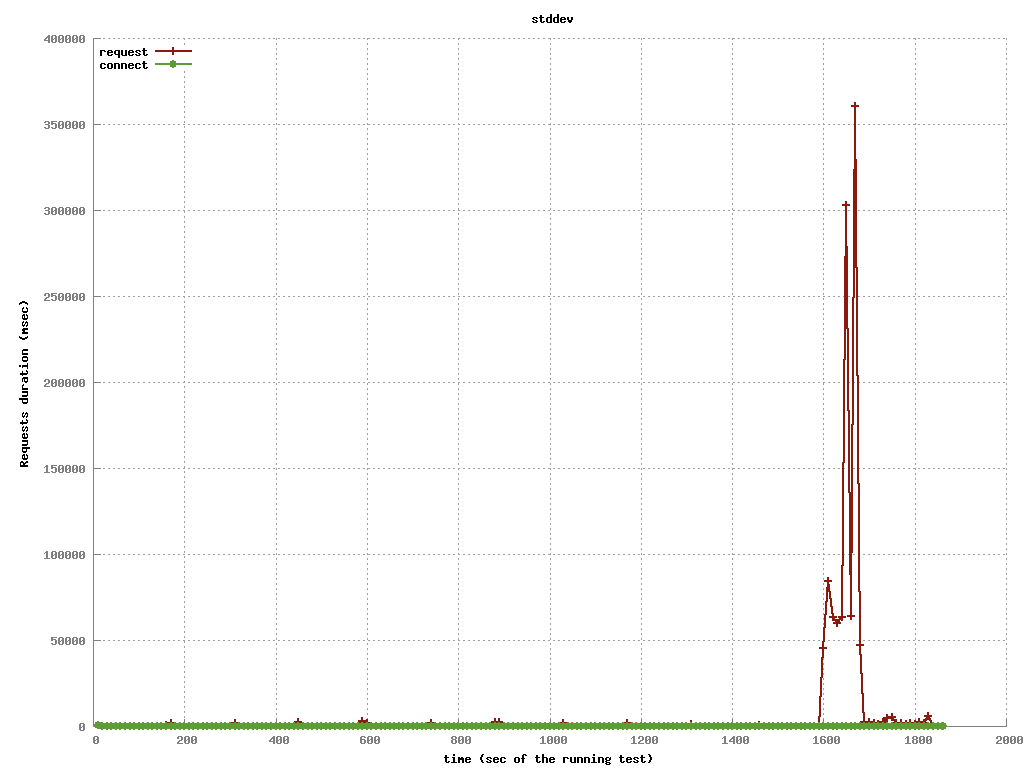 stddev
400000
350000
300000
250000
200000
150000
100000
50000
0
request
connect
Requests duration (msec)
0 200 400 600 800 1000 1200 1400 1600 1800 2000
time (sec of the running test)